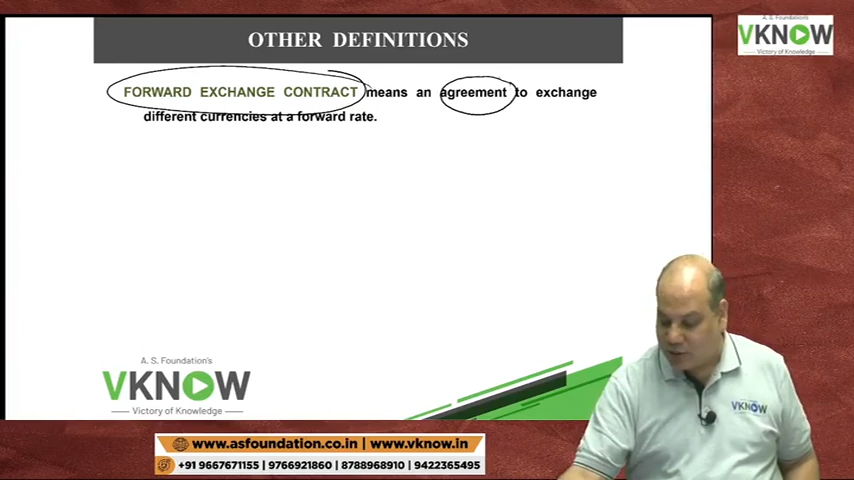 OTHER DEFINITIONS
A. S. Foundation's
VKNOW
Victory of Knowledge
FORWARD EXCHANGE CONTRACT means an agreement to exchange
different currencies at a forward rate.
A. S. Foundation's
VKNOW
Victory of Knowledge
VKNOW
www.asfoundation.co.in | www.vknow.in
+91 9667671155 | 9766921860 | 8788968910 | 9422365495